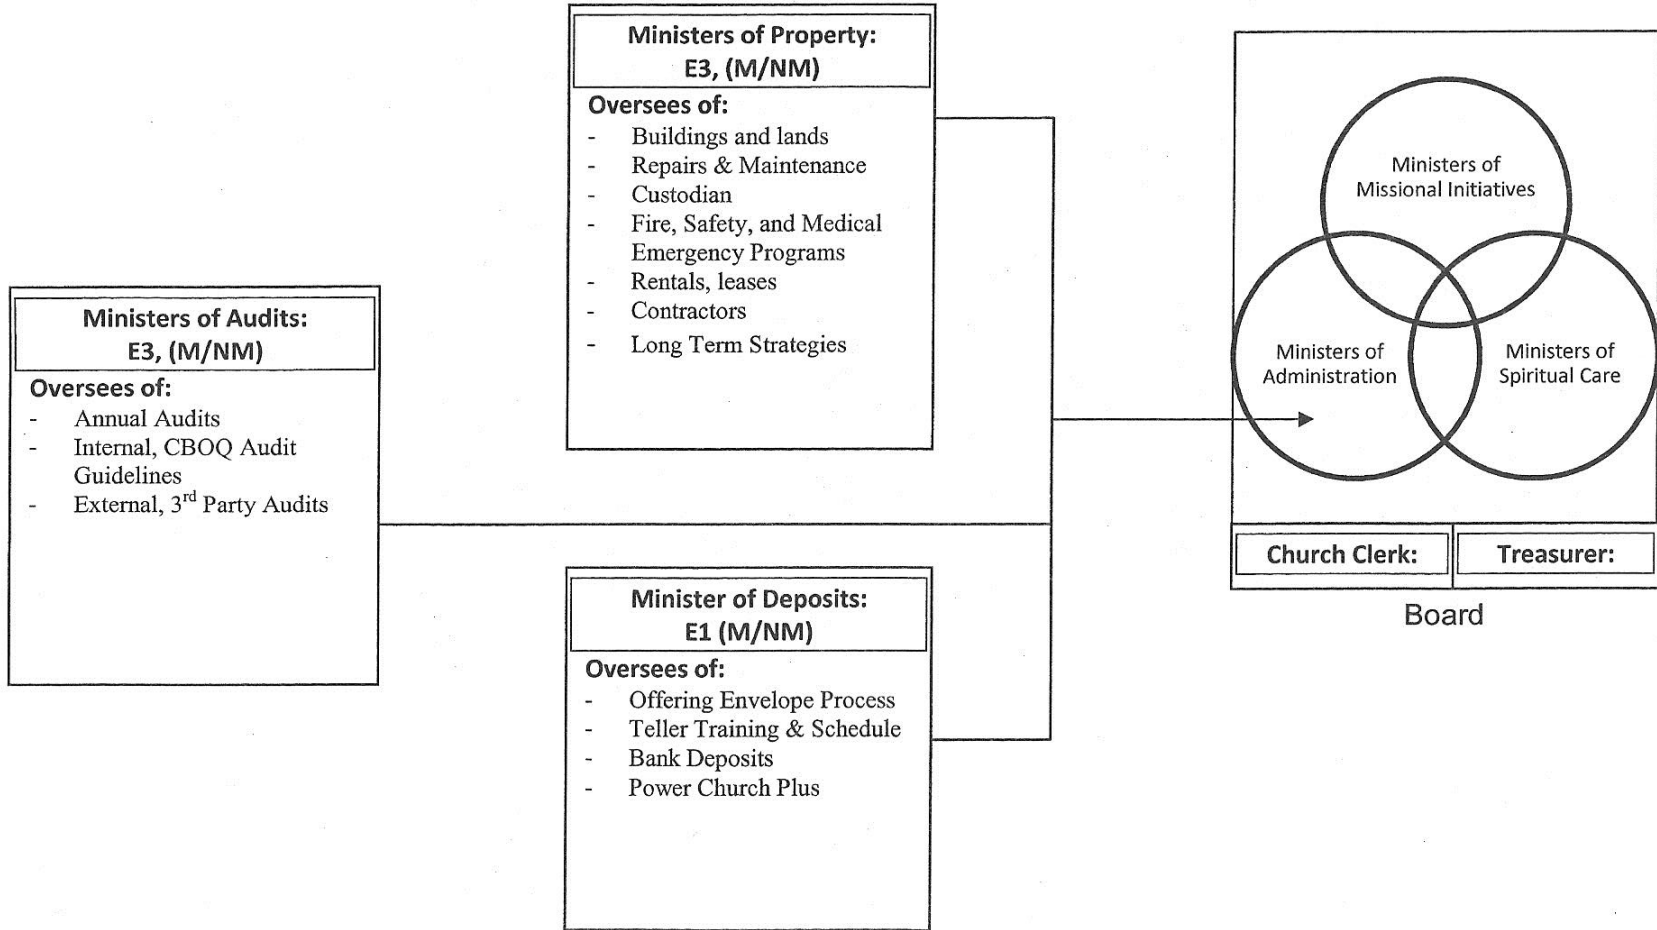 Ministers of Property:
E3, (M/NM)
Oversees of:
- Buildings and lands
- Repairs & Maintenance
- Custodian
- Fire, Safety, and Medical
Emergency Programs
- Rentals, leases
- Contractors
- Long Term Strategies
Ministers of Audits:
E3, (M/NM)
Oversees of:
- Annual Audits
- Internal, CBOQ Audit
Guidelines
- External, 3rd Party Audits
Minister of Deposits:
E1 (M/NM)
Oversees of:
- Offering Envelope Process
- Teller Training & Schedule
- Bank Deposits
- Power Church Plus
Ministers of
Missional Initiatives
Ministers of
Administration
Ministers of
Spiritual Care
Church Clerk:
Treasurer:
Board